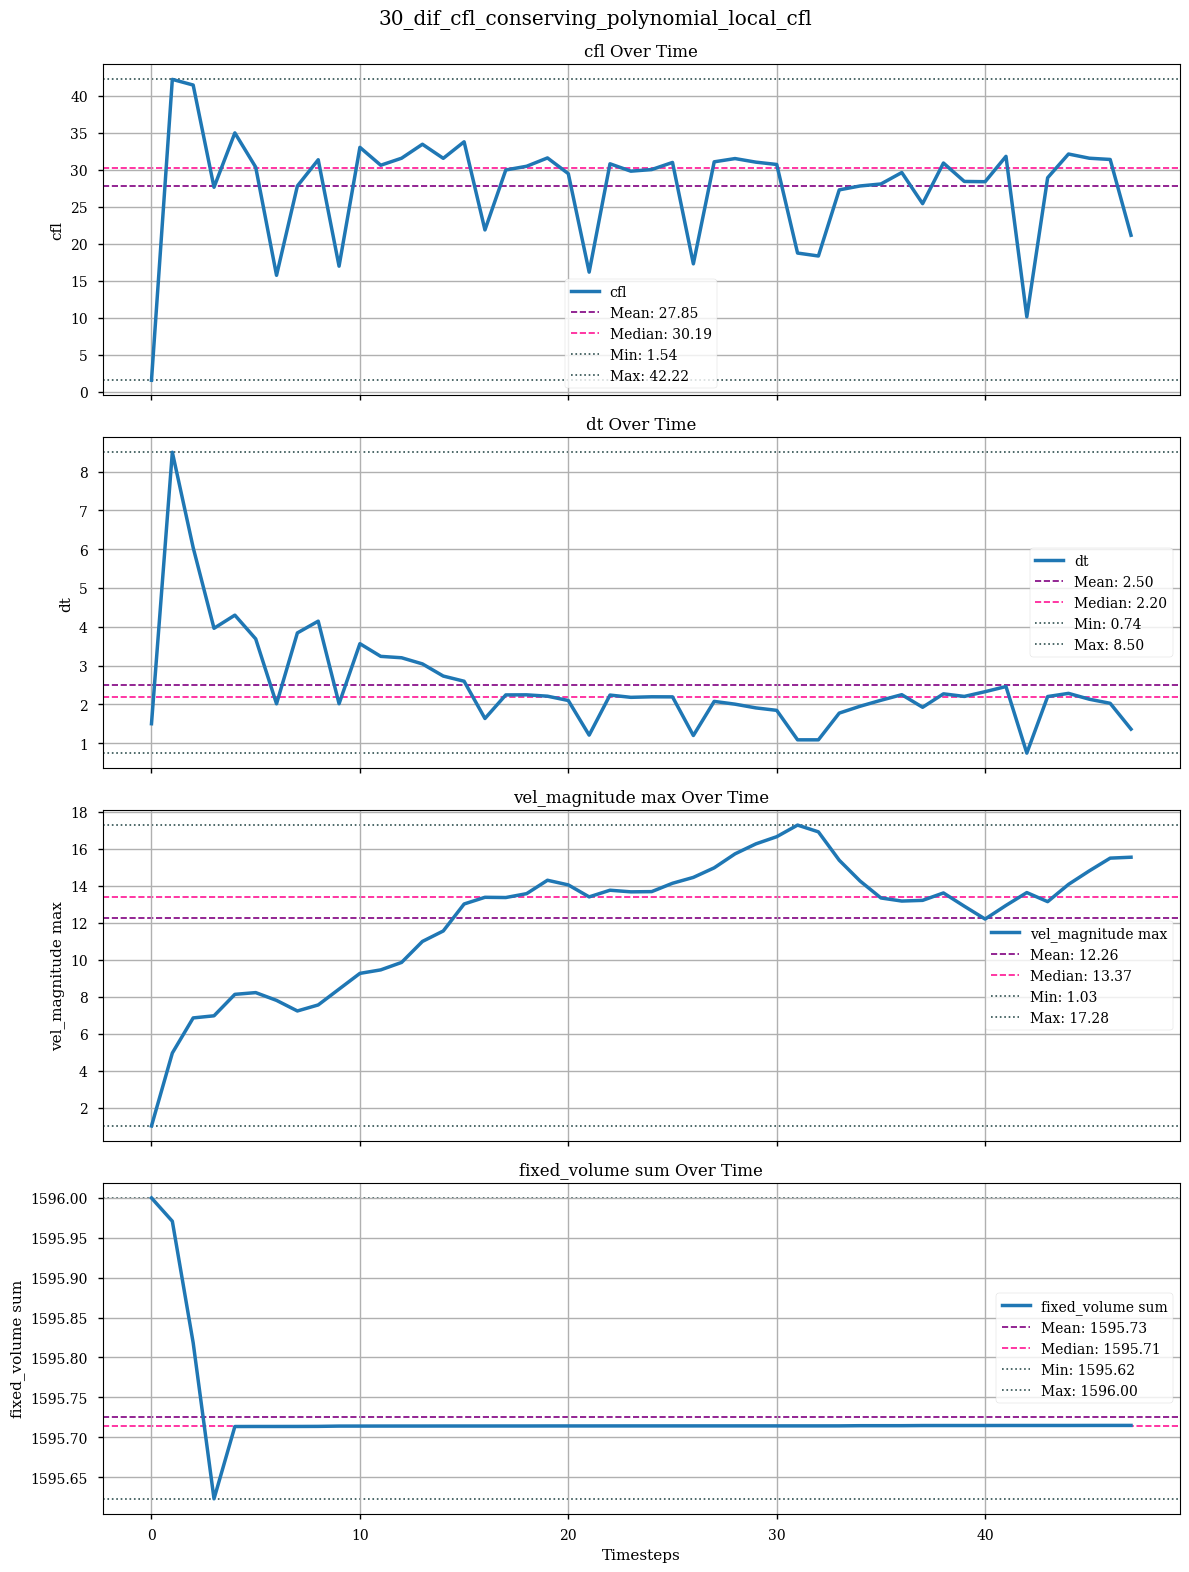 30_dif_cfl_conserving_polynomial_local_cfl
cfl Over Time
40
35
30
25
20
15
10
5
0
cfl
cfl
Mean: 27.85
Median: 30.19
Min: 1.54
Max: 42.22
dt Over Time
8
7
6
5
4
3
2
1
dt
dt
Mean: 2.50
Median: 2.20
Min: 0.74
Max: 8.50
vel_magnitude max Over Time
18
16
14
12
10
8
6
4
2
vel_magnitude max
vel_magnitude max
Mean: 12.26
Median: 13.37
Min: 1.03
Max: 17.28
fixed_volume sum Over Time
1596.00
1595.95
1595.90
1595.85
1595.80
1595.75
1595.70
1595.65
fixed_volume sum
fixed_volume sum
Mean: 1595.73
Median: 1595.71
Min: 1595.62
Max: 1596.00
0 10 20 30 40
Timesteps